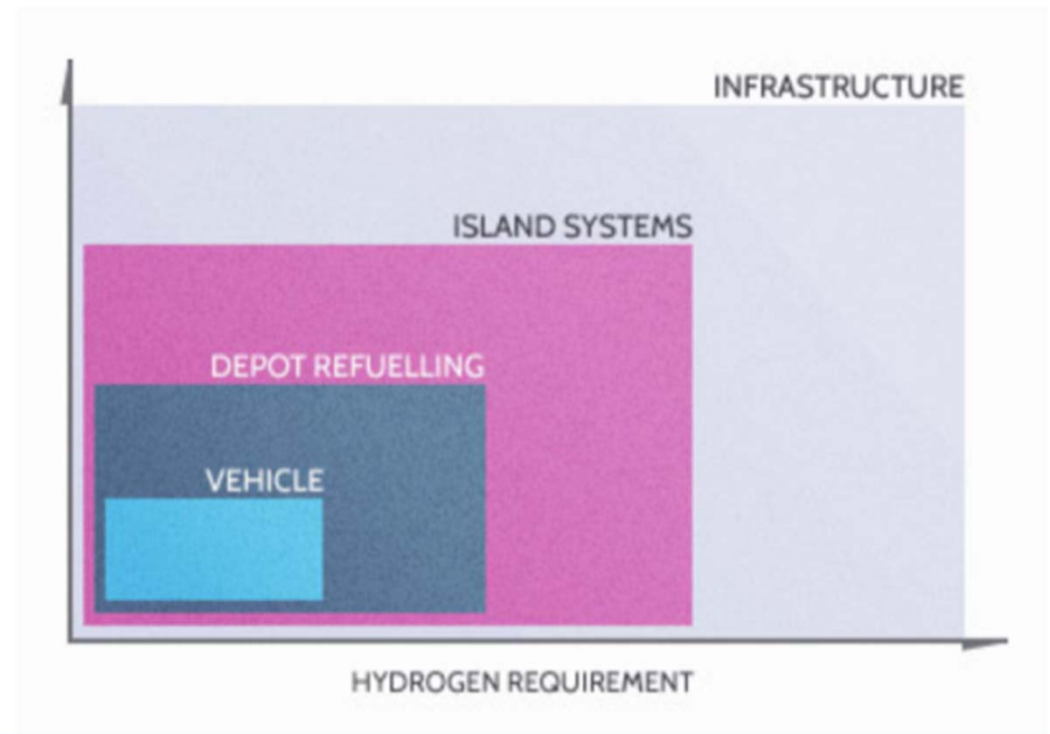 INFRASTRUCTURE
ISLAND SYSTEMS
DEPOT REFUELLING
VEHICLE
HYDROGEN REQUIREMENT